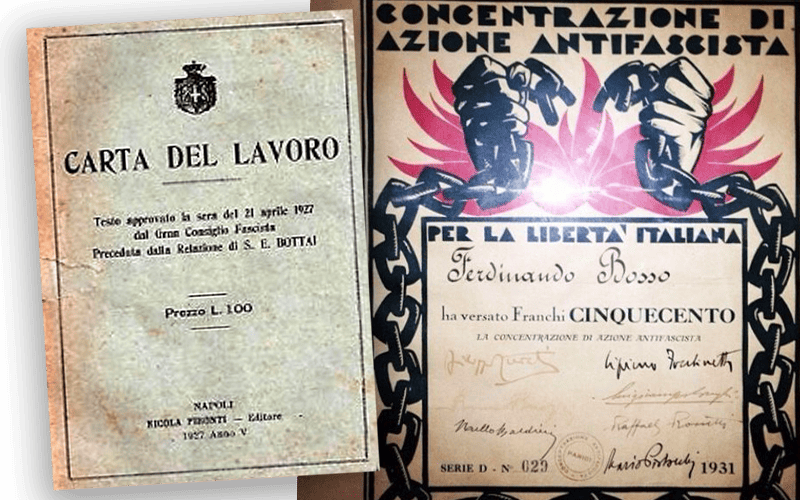 CARTA DEL LAVORO
Testo approvato la sera del 21 aprile 1927
dal Gran Consiglio Fascista
Preceduta dalla Relazione di S. E. BOTTAI
Prezzo L. 1.00
NAPOLI
NICOLA PIRONTI – Editore
1927 Anno V
CONCENTRAZIONE DI
AZIONE ANTIFASCISTA
PER LA LIBERTA' ITALIANA
Ferdinando Bosso
ha versato Franchi CINQUECENTO
LA CONCENTRAZIONE DI AZIONE ANTIFASCISTA
SERIE D - Nº 029
PARIGI
1931